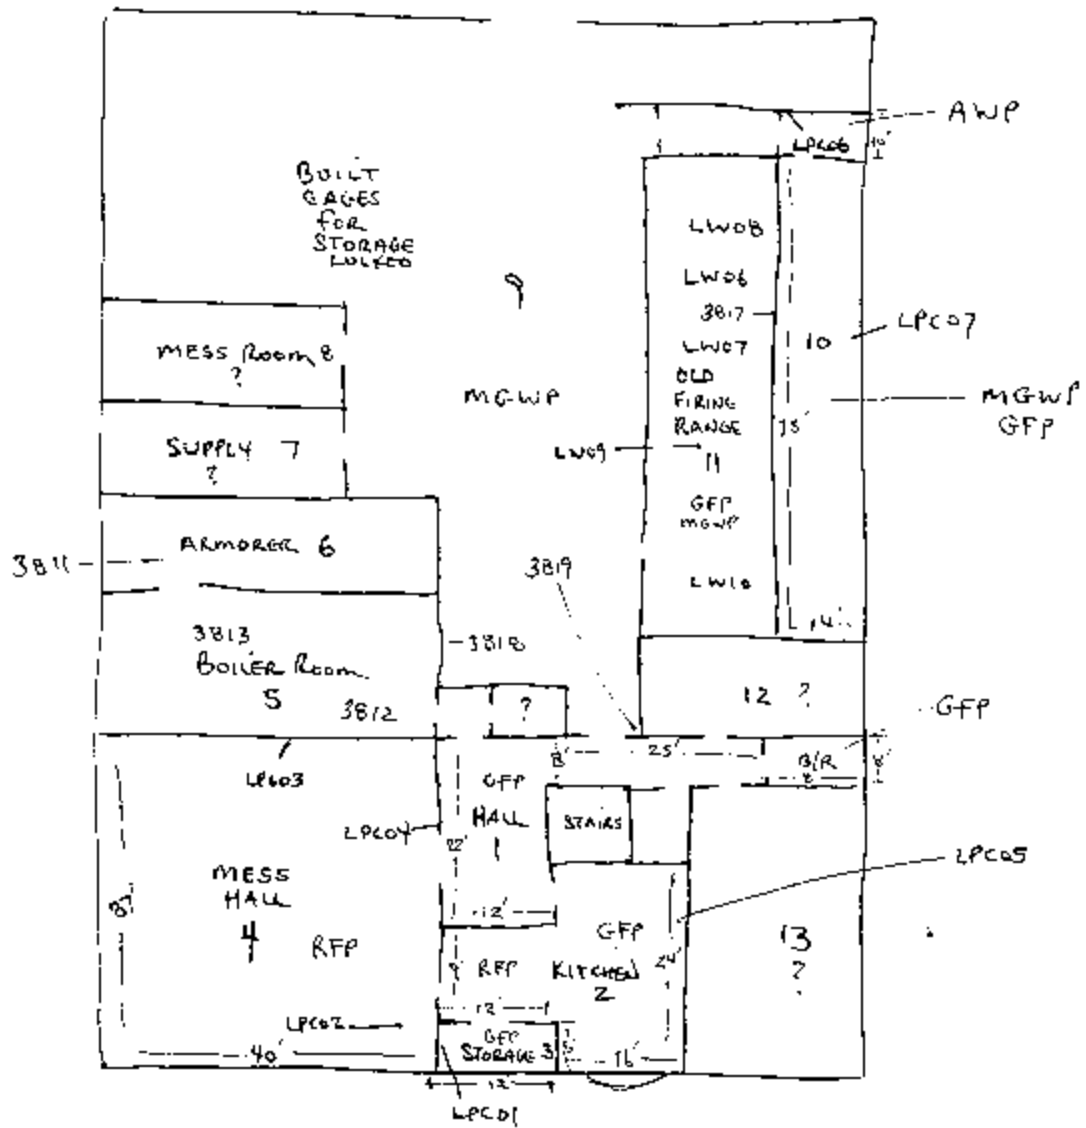 AWP
LPC06
10'
BUILT
CAGES
FOR
STORAGE
LOCKED
LW08
LW06
3817
LPC07
LW07
10
MESS ROOM 8
?
9
MGWP
OLD
FIRING
RANGE
75'
MGWP
GFP
SUPPLY 7
?
LW09
11
GFP
MGWP
ARMORER 6
3811
3819
LW10
14'
3813
BOILER ROOM
5
3818
3812
?
12 ?
GFP
LPC03
8'
25'
B/R
8
8'
GFP
HALL
1
STAIRS
LPC04
22'
LPC05
MESS
HALL
4
37'
RFP
12'
GFP
KITCHEN
2
24'
13
?
9'
RFP
12'
LPC02
GFP
STORAGE 3
40'
16'
12'
LPC01